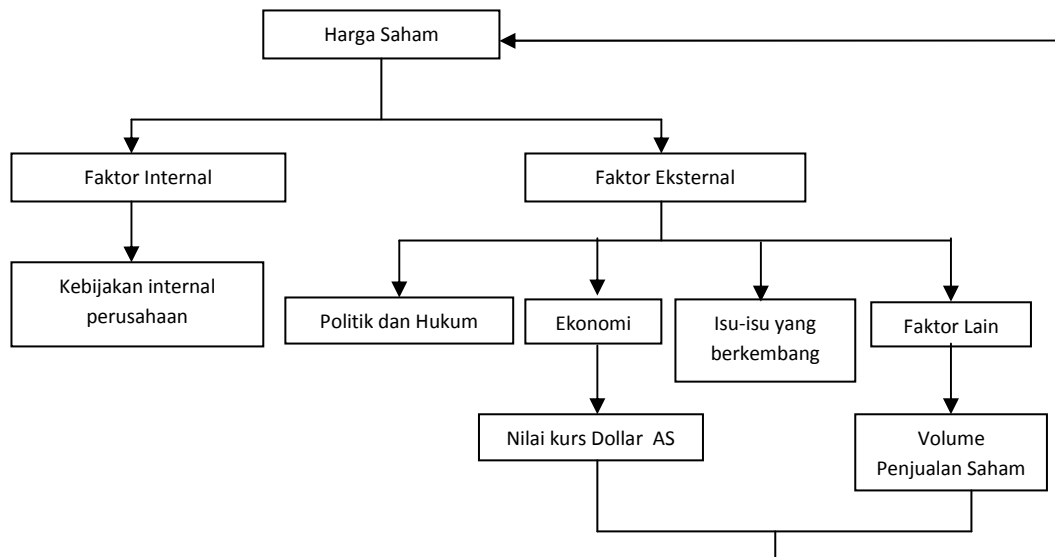 Harga Saham
Faktor Internal
Faktor Eksternal
Kebijakan internal
perusahaan
Politik dan Hukum
Ekonomi
Isu-isu yang
berkembang
Faktor Lain
Nilai kurs Dollar  AS
Volume
Penjualan Saham